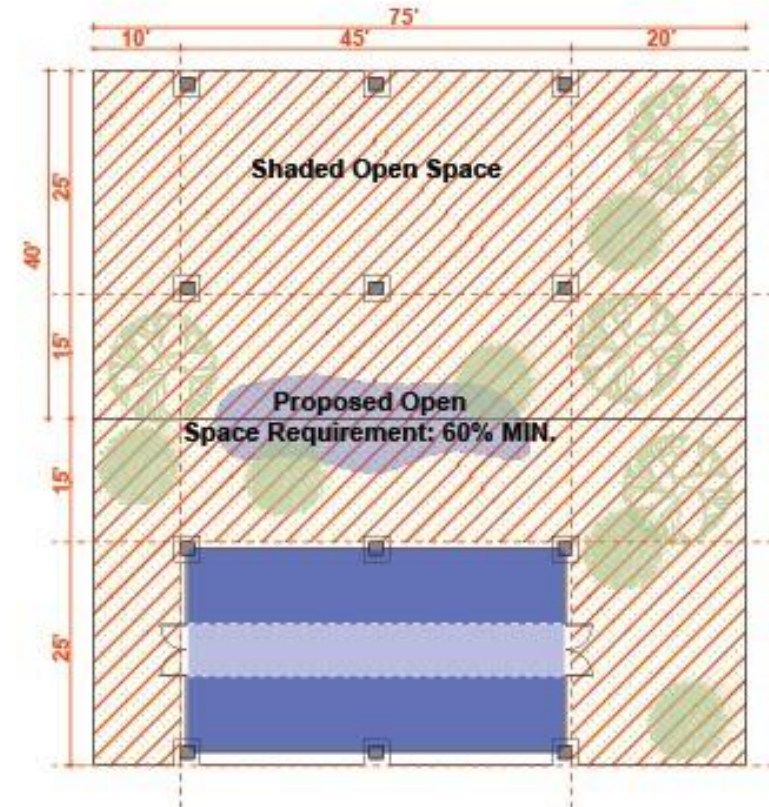 75'
10' 45' 20'
Shaded Open Space
25'
40'
15'
Proposed Open
Space Requirement: 60% MIN.
15'
25'